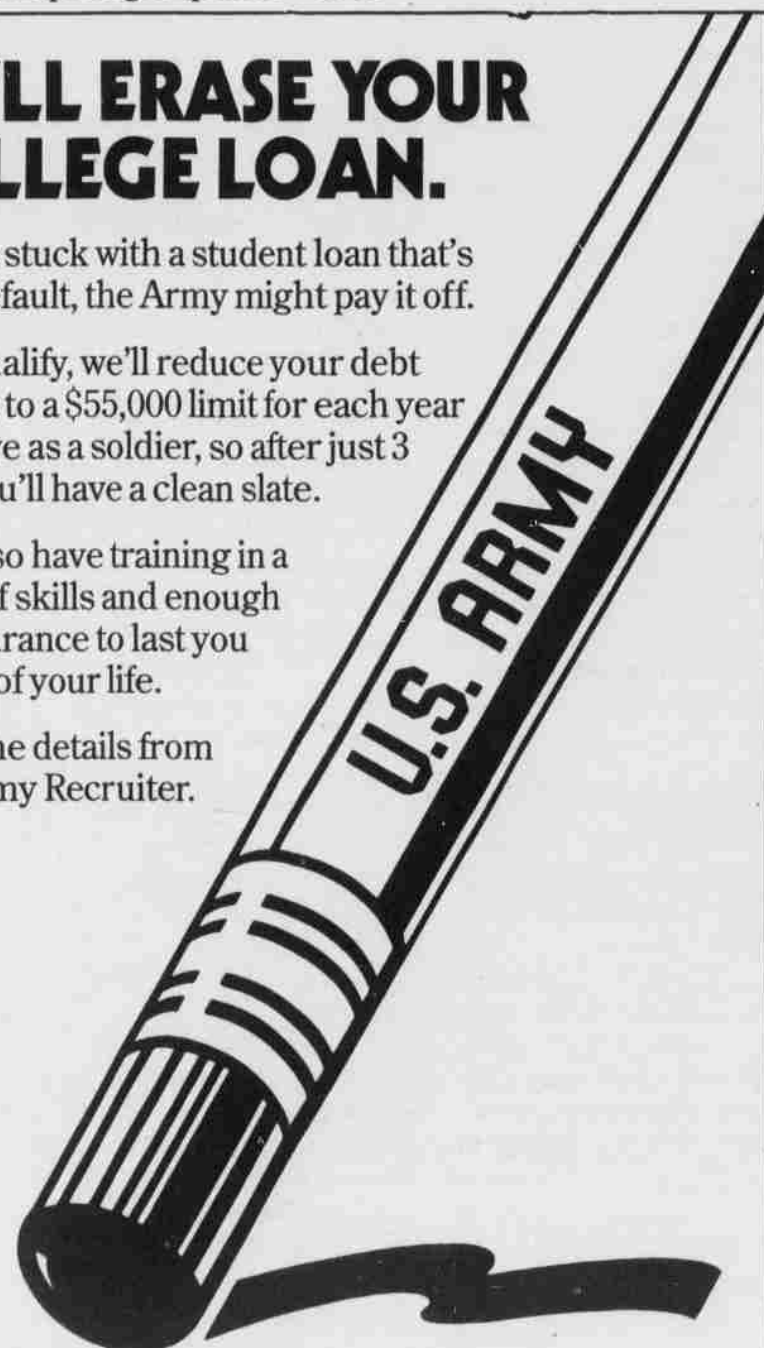 LL ERASE YOUR
LLEGE LOAN.
stuck with a student loan that's
fault, the Army might pay it off.
alify, we'll reduce your debt
to a $55,000 limit for each year
e as a soldier, so after just 3
u'll have a clean slate.
so have training in a
f skills and enough
rance to last you
of your life.
e details from
my Recruiter.
U.S. ARMY